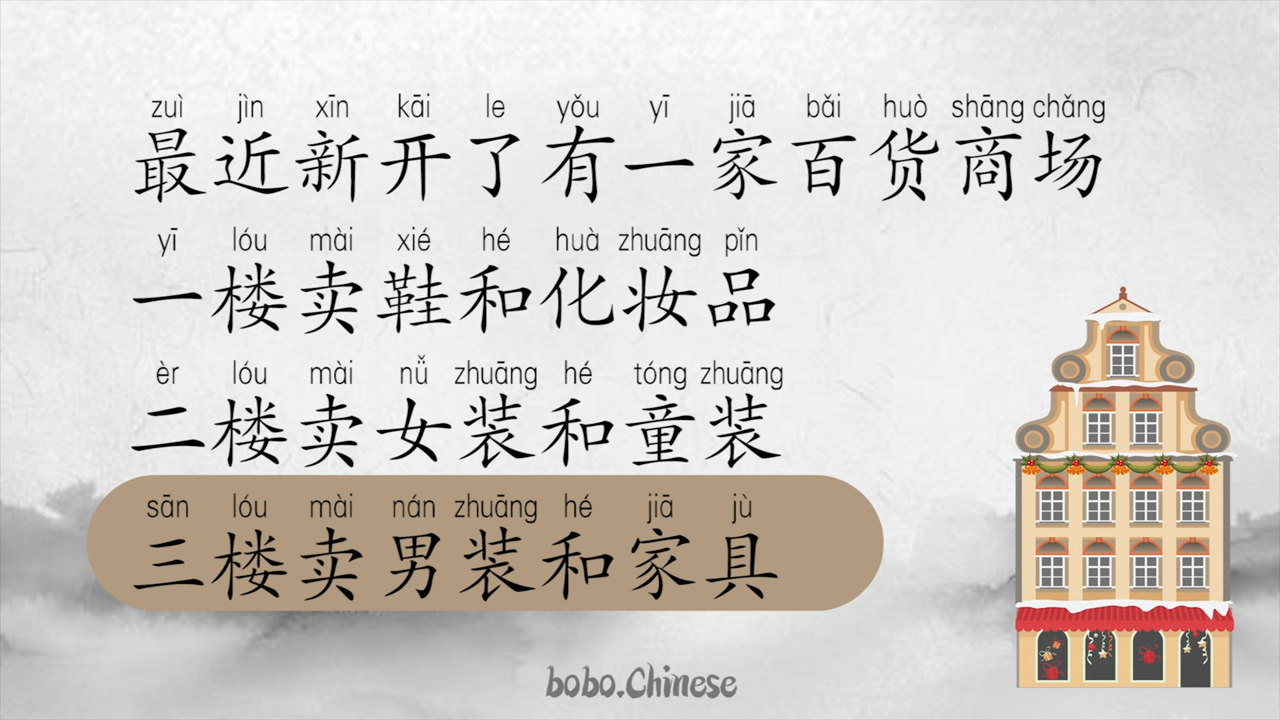 zuì jìn xīn kāi le yǒu yī jiā bǎi huò shāng chǎng
最近新开了有一家百货商场
yī lóu mài xié hé huà zhuāng pǐn
一楼卖鞋和化妆品
èr lóu mài nǚ zhuāng hé tóng zhuāng
二楼卖女装和童装
sān lóu mài nán zhuāng hé jiā jù
三楼卖男装和家具
bobo.Chinese